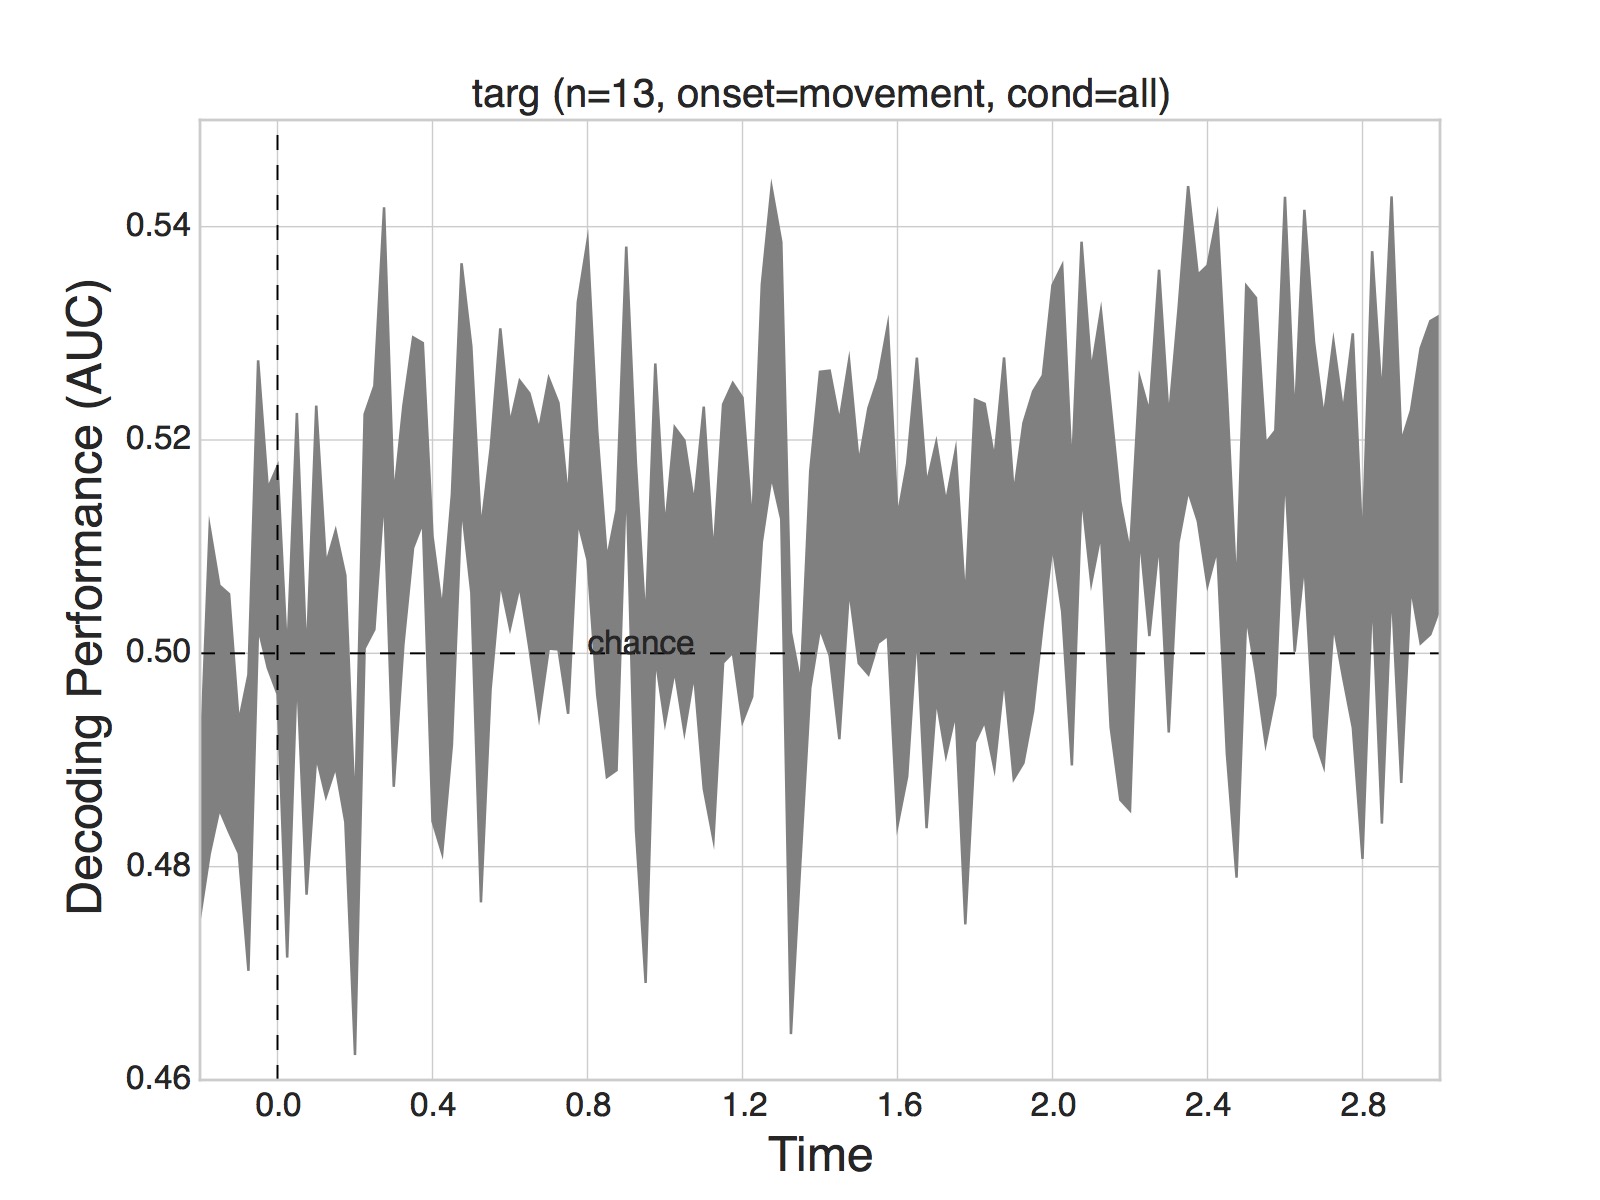 targ (n=13, onset=movement, cond=all)
Decoding Performance (AUC)
0.54
0.52
0.50
0.48
0.46
chance
0.0 0.4 0.8 1.2 1.6 2.0 2.4 2.8
Time